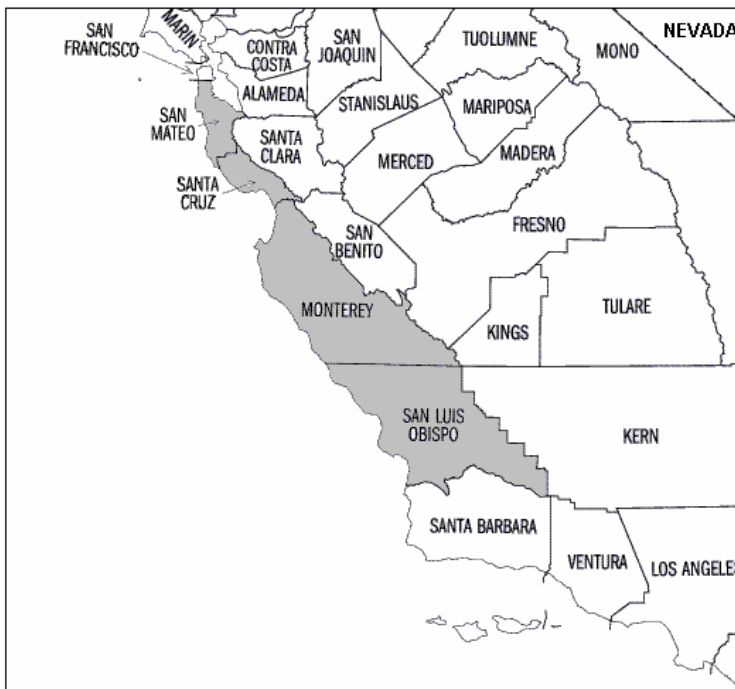 MARIN
SAN
FRANCISCO
CONTRA
COSTA
SAN
JOAQUIN
TUOLUMNE
MONO
NEVADA
ALAMEDA
STANISLAUS
MARIPOSA
SAN
MATEO
SANTA
CLARA
MERCED
MADERA
SANTA
CRUZ
FRESNO
SAN
BENITO
MONTEREY
KINGS
TULARE
SAN LUIS
OBISPO
KERN
SANTA BARBARA
VENTURA
LOS ANGELES